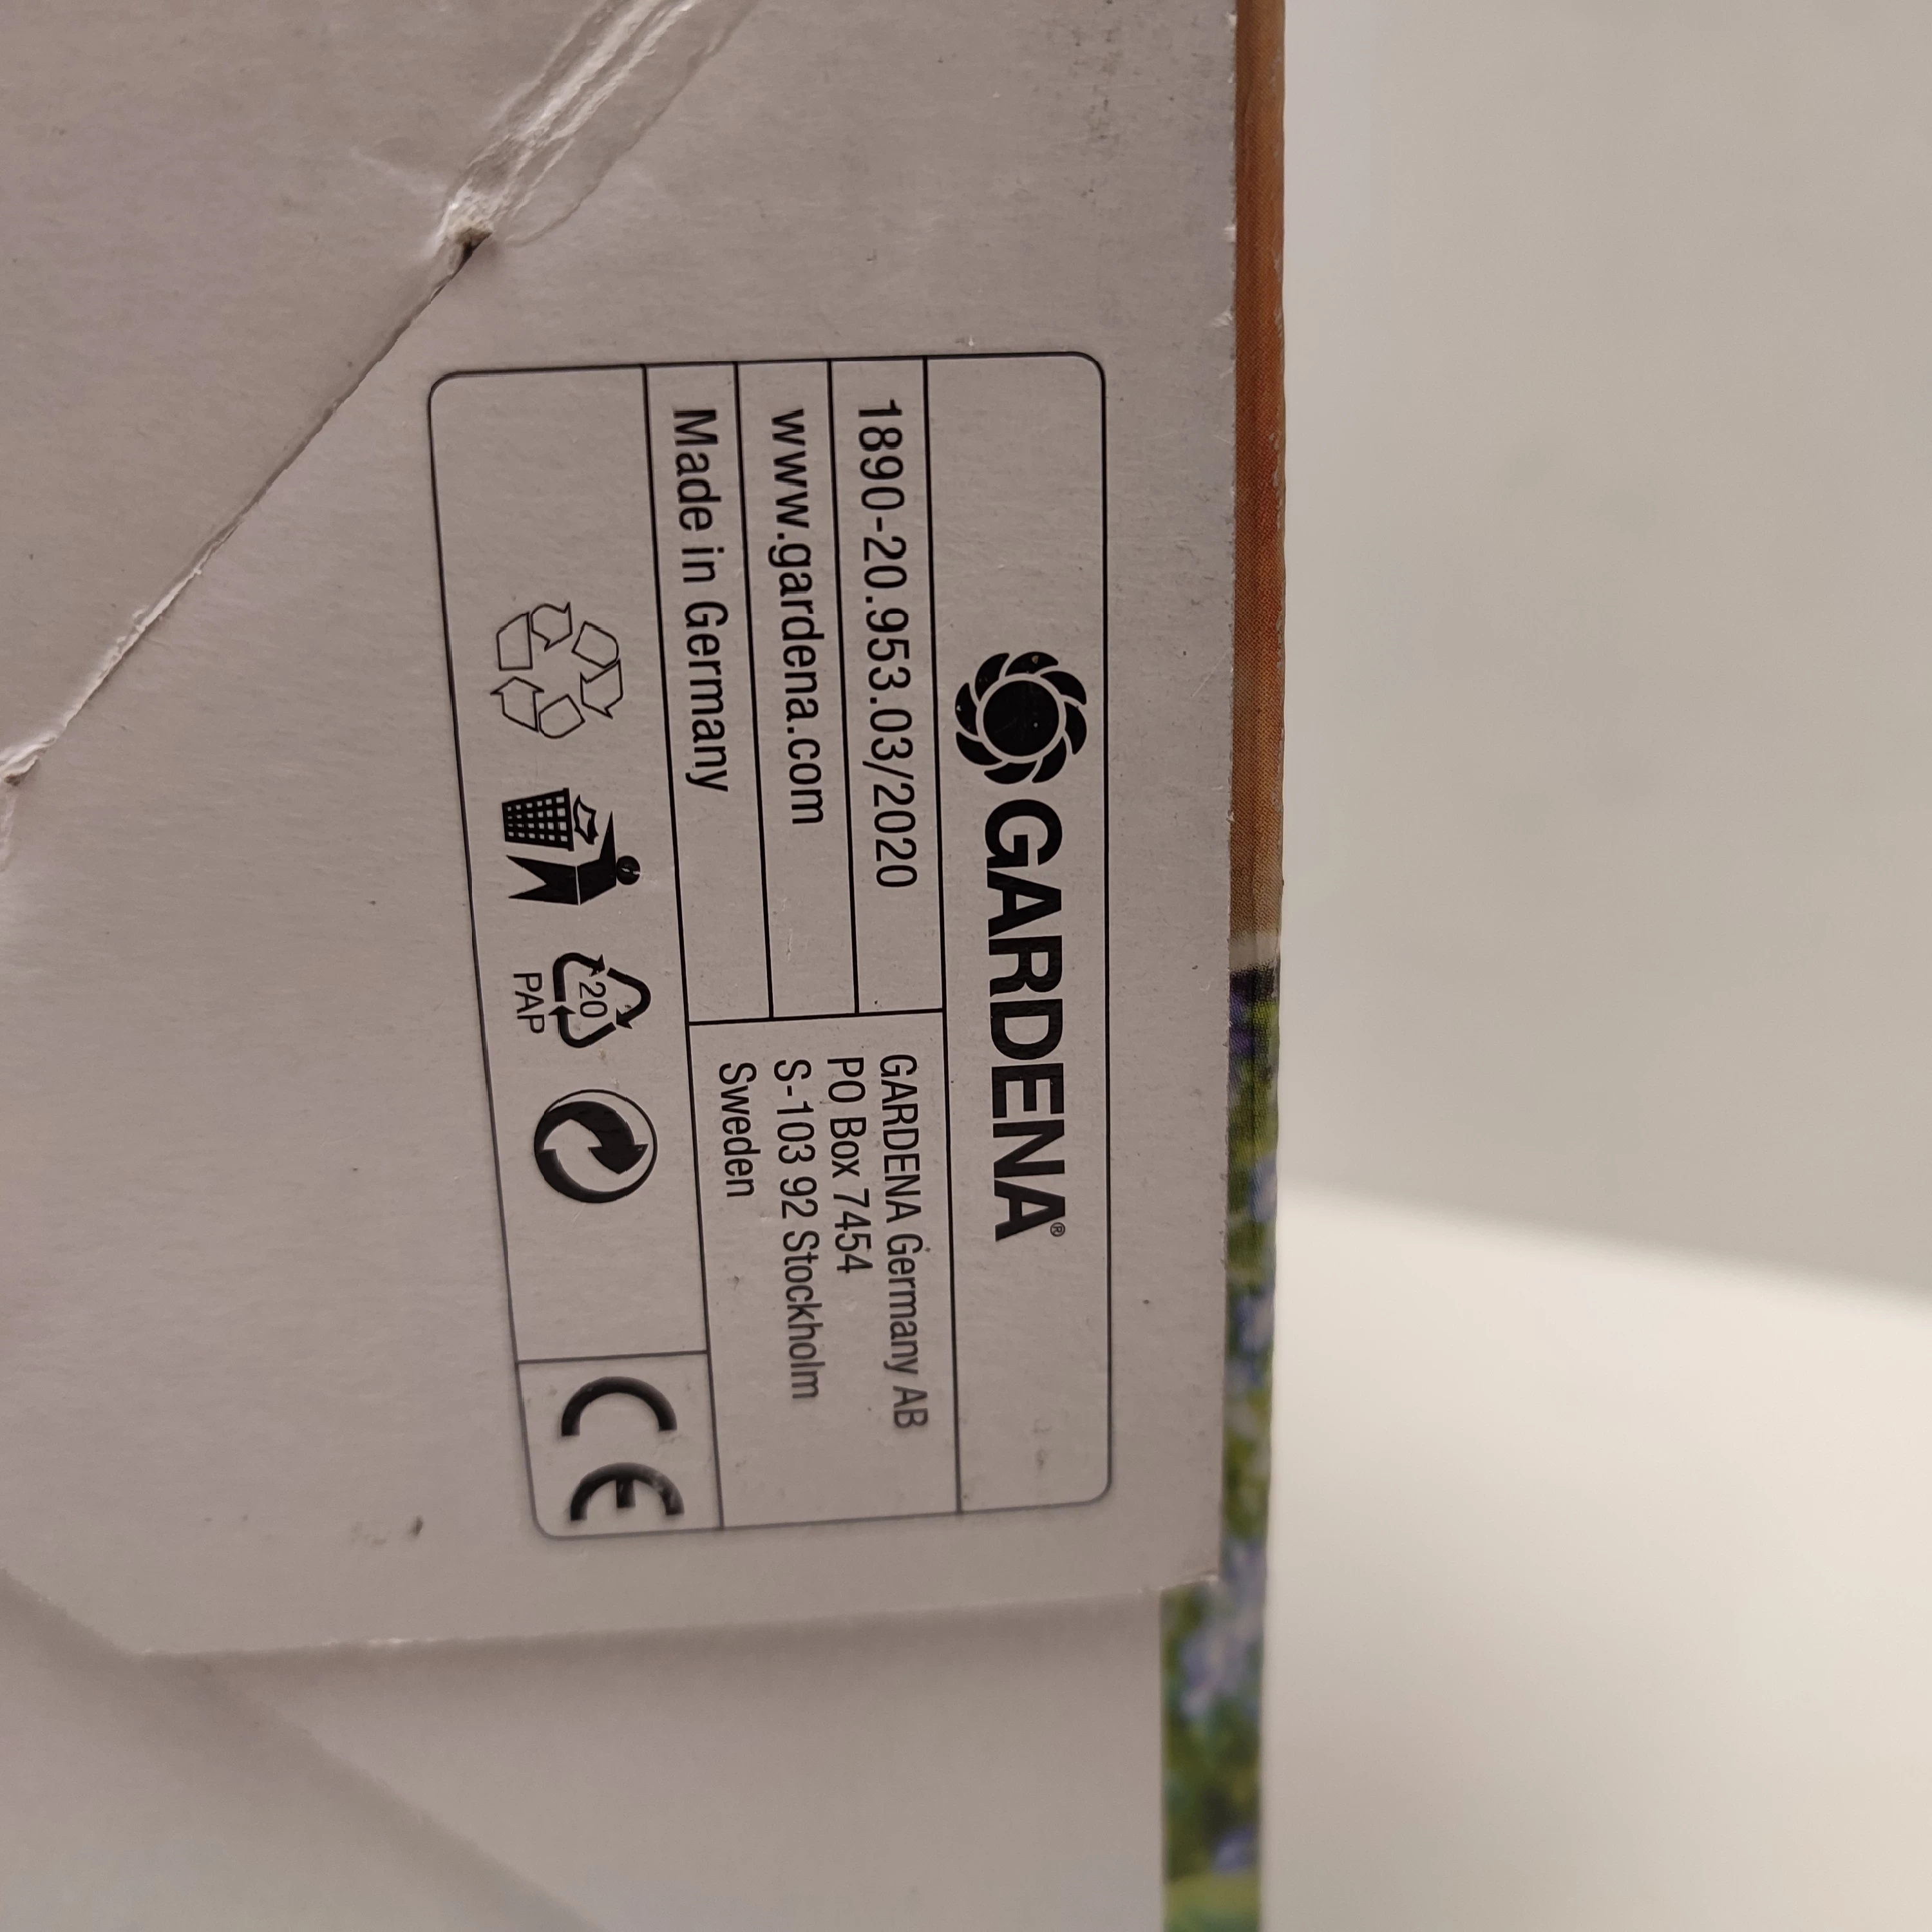 GARDENA®
1890-20.953.03/2020
www.gardena.com
Made in Germany
GARDENA Germany AB
PO Box 7454
S-103 92 Stockholm
Sweden
20
PAP
CE